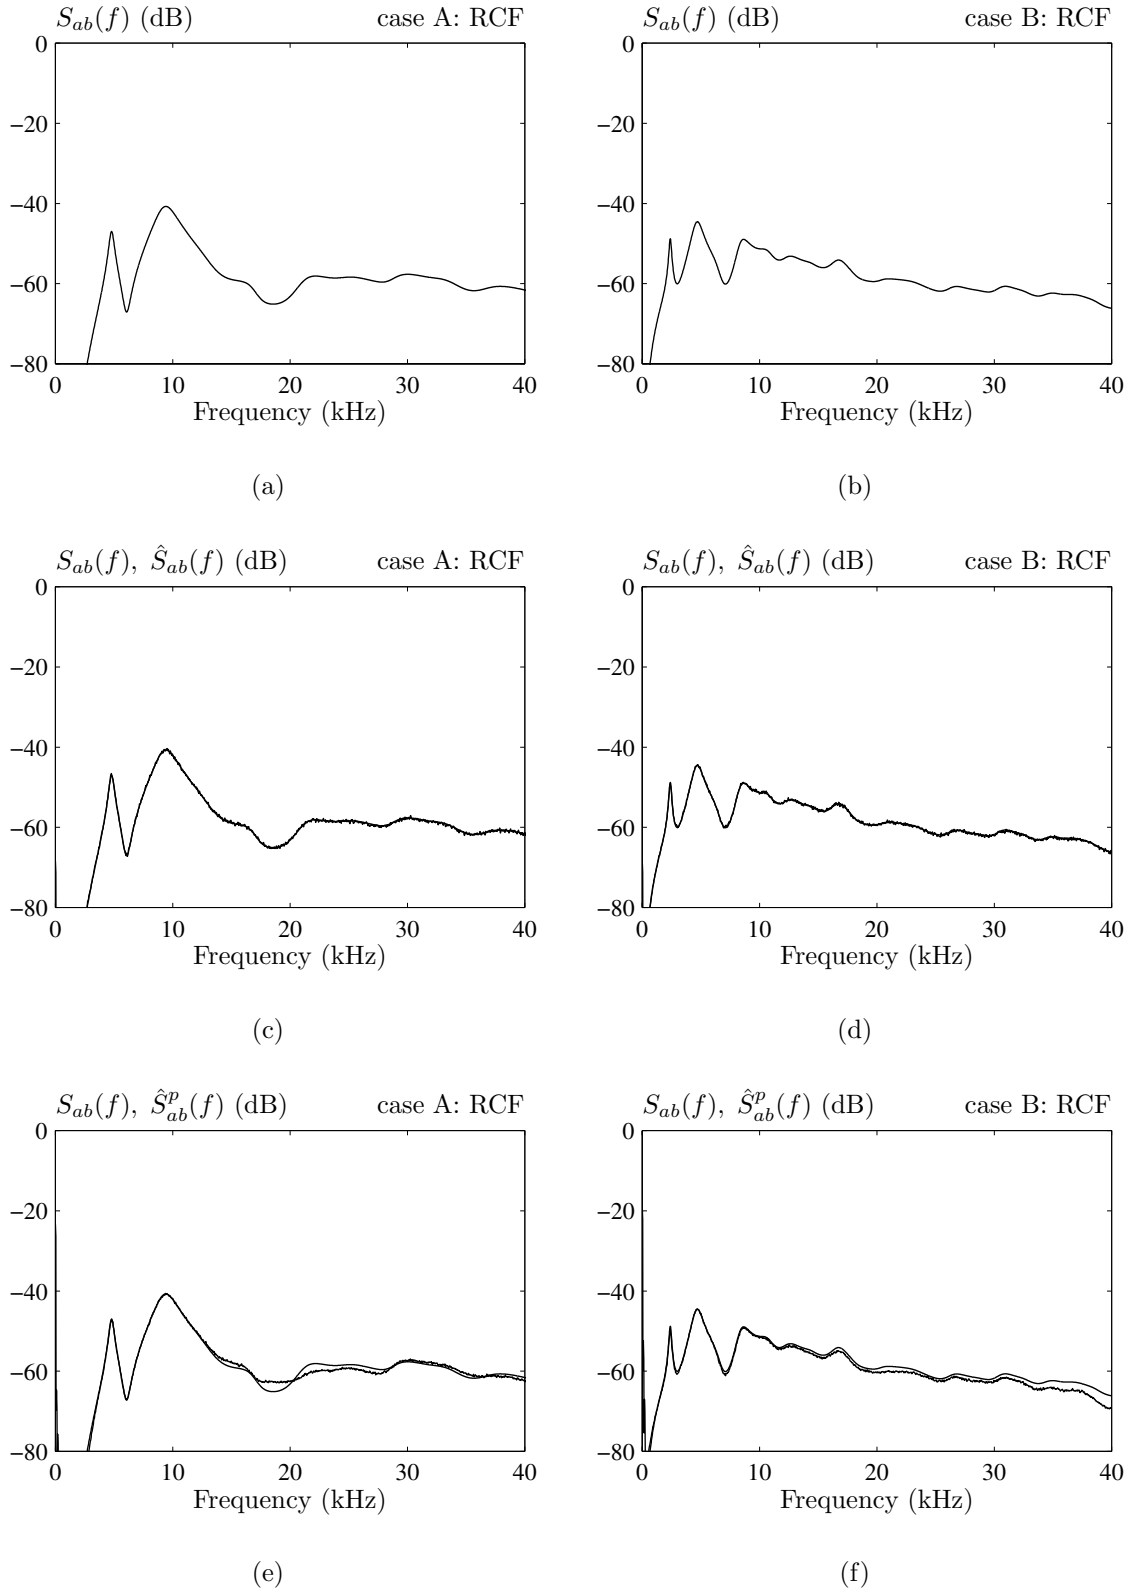 S_ab(f) (dB) case A: RCF
0
−20
−40
−60
−80
0 10 20 30 40
Frequency (kHz)
(a)
S_ab(f) (dB) case B: RCF
0
−20
−40
−60
−80
0 10 20 30 40
Frequency (kHz)
(b)
S_ab(f), Ŝ_ab(f) (dB) case A: RCF
0
−20
−40
−60
−80
0 10 20 30 40
Frequency (kHz)
(c)
S_ab(f), Ŝ_ab(f) (dB) case B: RCF
0
−20
−40
−60
−80
0 10 20 30 40
Frequency (kHz)
(d)
S_ab(f), Ŝ^p_ab(f) (dB) case A: RCF
0
−20
−40
−60
−80
0 10 20 30 40
Frequency (kHz)
(e)
S_ab(f), Ŝ^p_ab(f) (dB) case B: RCF
0
−20
−40
−60
−80
0 10 20 30 40
Frequency (kHz)
(f)